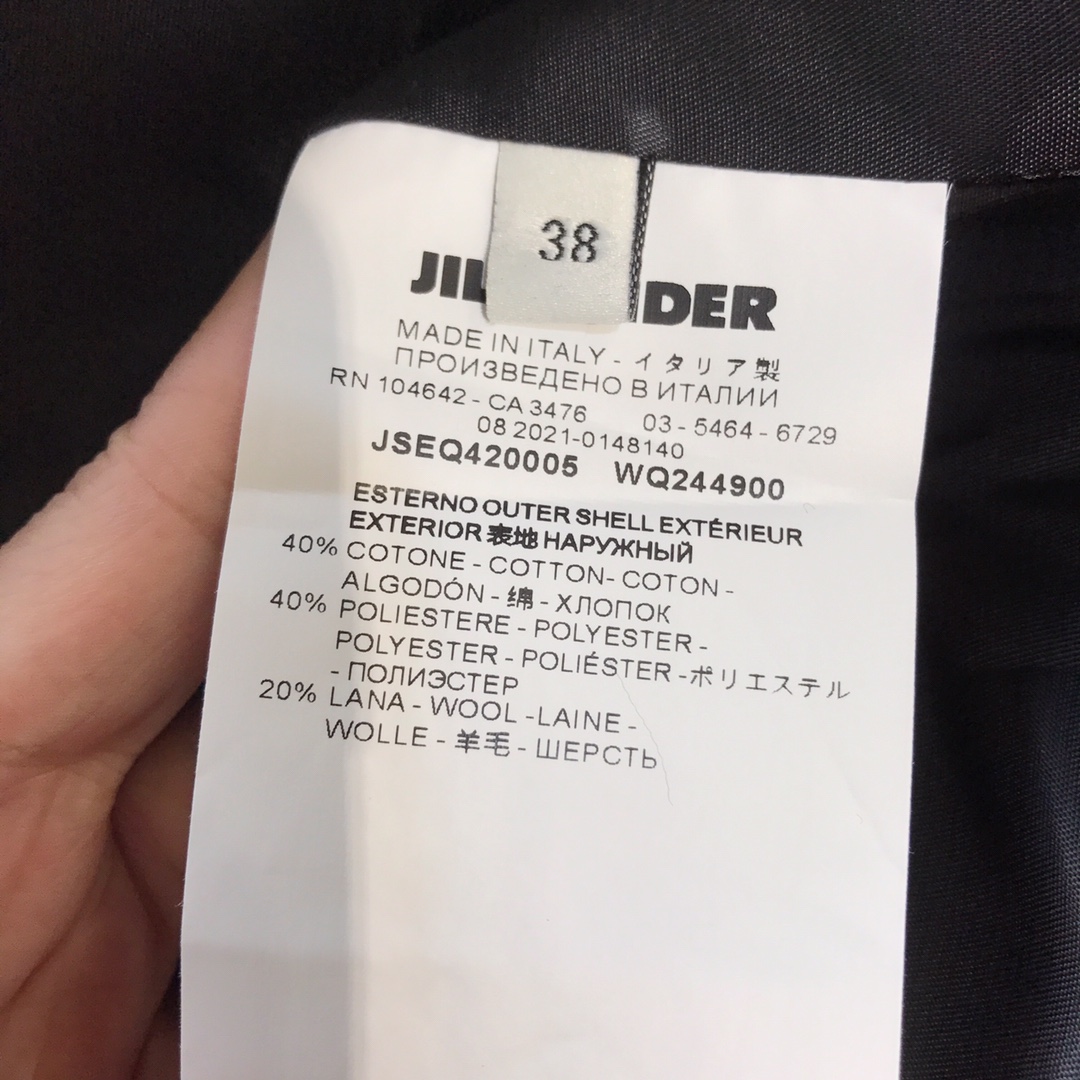 38
JIL DER
MADE IN ITALY - イタリア製
ПРОИЗВЕДЕНО В ИТАЛИИ
RN 104642 - CA 3476 03 - 5464 - 6729
08 2021-0148140
JSEQ420005 WQ244900
ESTERNO OUTER SHELL EXTÉRIEUR
EXTERIOR 表地 НАРУЖНЫЙ
40% COTONE - COTTON- COTON -
ALGODÓN - 綿 - ХЛОПОК
40% POLIESTERE - POLYESTER -
POLYESTER - POLIÉSTER -ポリエステル
- ПОЛИЭСТЕР
20% LANA - WOOL -LAINE -
WOLLE - 羊毛 - ШЕРСТЬ